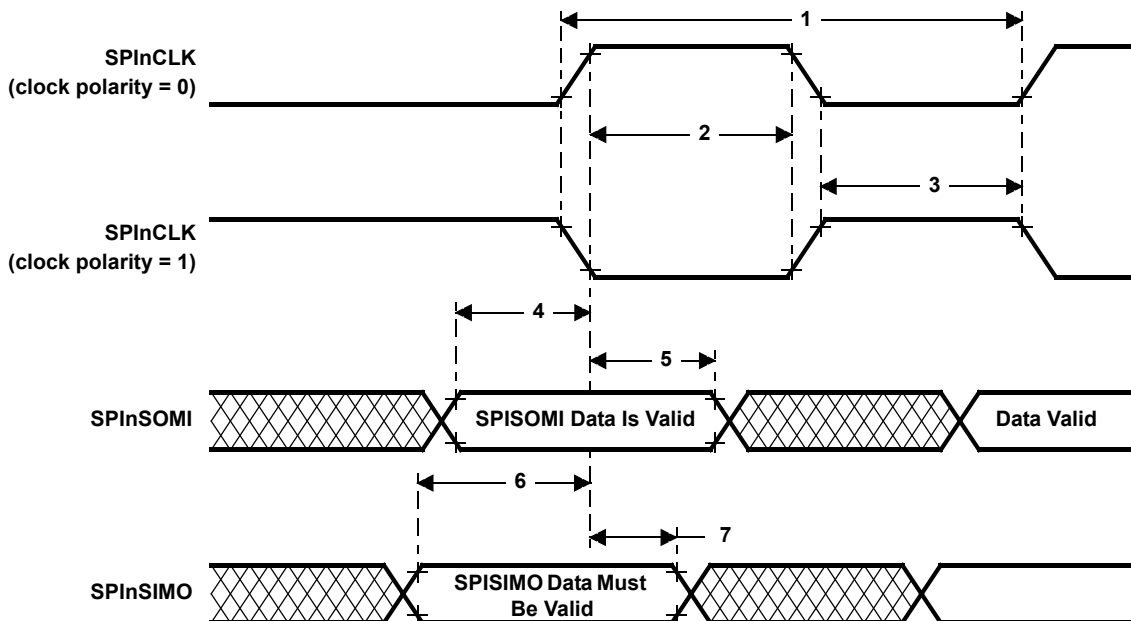 1
SPInCLK
(clock polarity = 0)
2
3
SPInCLK
(clock polarity = 1)
4
5
SPInSOMI
SPISOMI Data Is Valid
Data Valid
6
7
SPInSIMO
SPISIMO Data Must
Be Valid